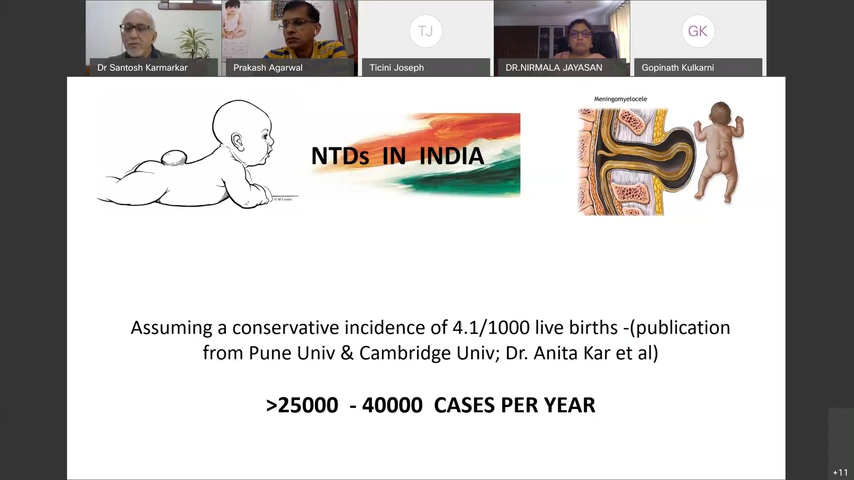 Dr Santosh Karmarkar
Prakash Agarwal
TJ
Ticini Joseph
DR.NIRMALA JAYASAN
GK
Gopinath Kulkarni
Meningomyelocele
NTDs IN INDIA
Assuming a conservative incidence of 4.1/1000 live births -(publication
from Pune Univ & Cambridge Univ; Dr. Anita Kar et al)
>25000 - 40000 CASES PER YEAR
+11